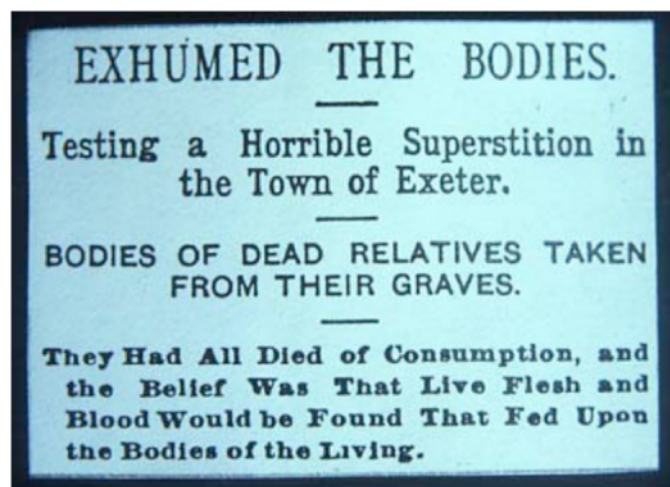 EXHUMED THE BODIES.
Testing a Horrible Superstition in
the Town of Exeter.
BODIES OF DEAD RELATIVES TAKEN
FROM THEIR GRAVES.
They Had All Died of Consumption, and
the Belief Was That Live Flesh and
Blood Would be Found That Fed Upon
the Bodies of the Living.